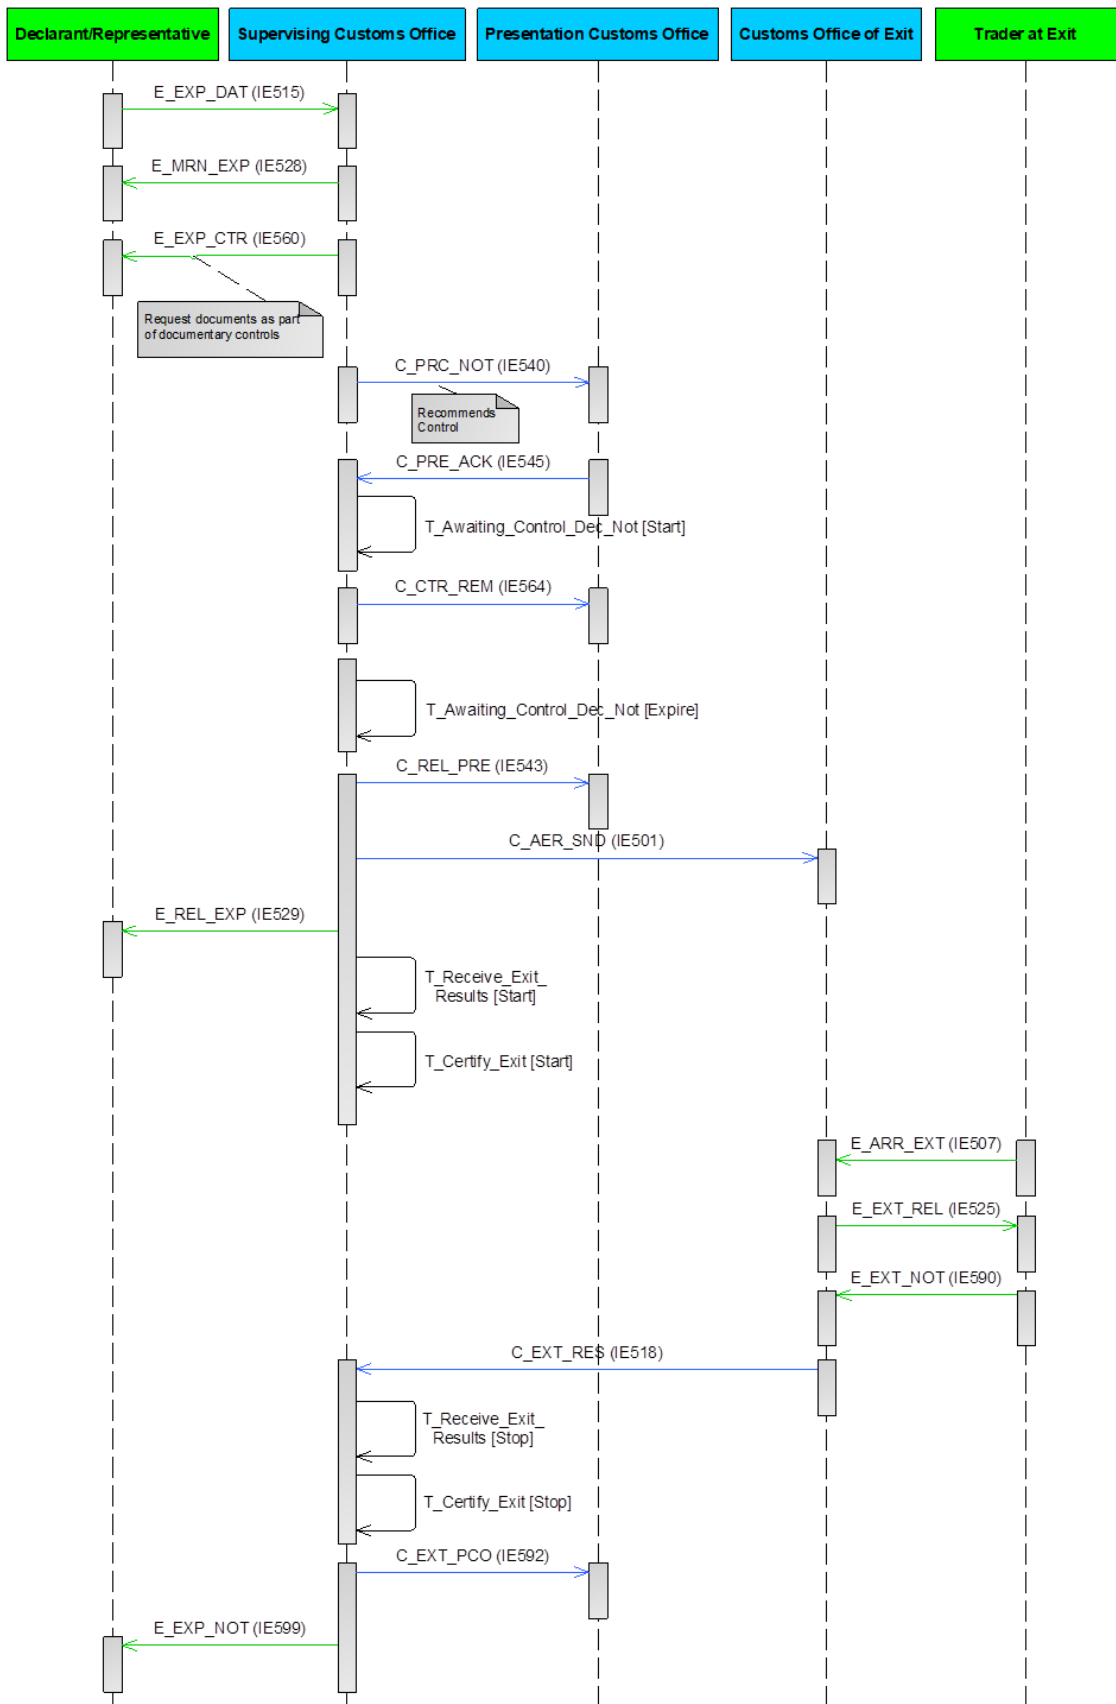 Declarant/Representative
Supervising Customs Office
Presentation Customs Office
Customs Office of Exit
Trader at Exit
E_EXP_DAT (IE515)
E_MRN_EXP (IE528)
E_EXP_CTR (IE560)
Request documents as part
of documentary controls
C_PRC_NOT (IE540)
Recommends
Control
C_PRE_ACK (IE545)
T_Awaiting_Control_Dec_Not [Start]
C_CTR_REM (IE564)
T_Awaiting_Control_Dec_Not [Expire]
C_REL_PRE (IE543)
C_AER_SND (IE501)
E_REL_EXP (IE529)
T_Receive_Exit_
Results [Start]
T_Certify_Exit [Start]
E_ARR_EXT (IE507)
E_EXT_REL (IE525)
E_EXT_NOT (IE590)
C_EXT_RES (IE518)
T_Receive_Exit_
Results [Stop]
T_Certify_Exit [Stop]
C_EXT_PCO (IE592)
E_EXP_NOT (IE599)